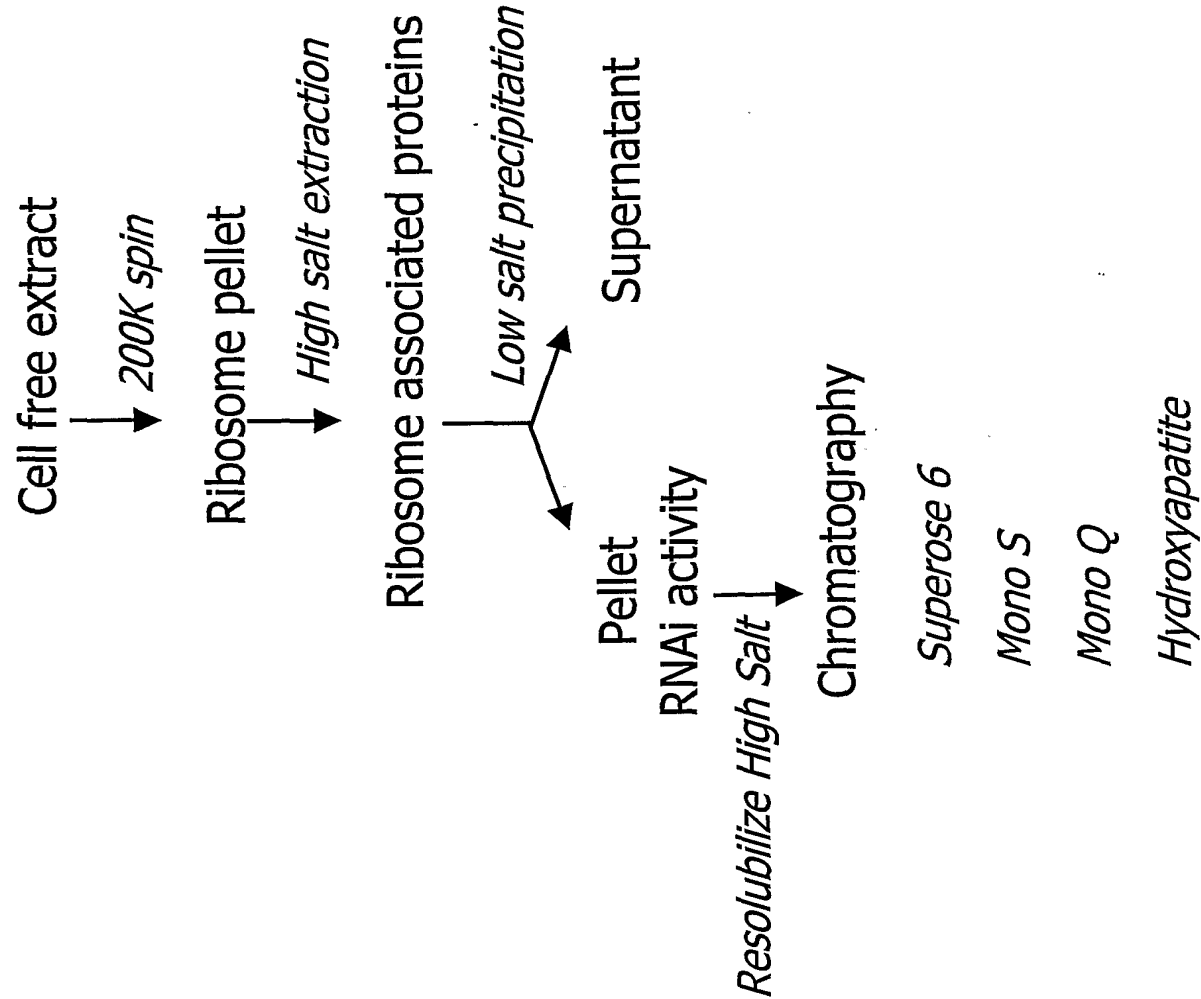 Cell free extract
200K spin
Ribosome pellet
High salt extraction
Ribosome associated proteins
Low salt precipitation
Pellet
RNAi activity
Supernatant
Resolubilize High Salt
Chromatography
Superose 6
Mono S
Mono Q
Hydroxyapatite